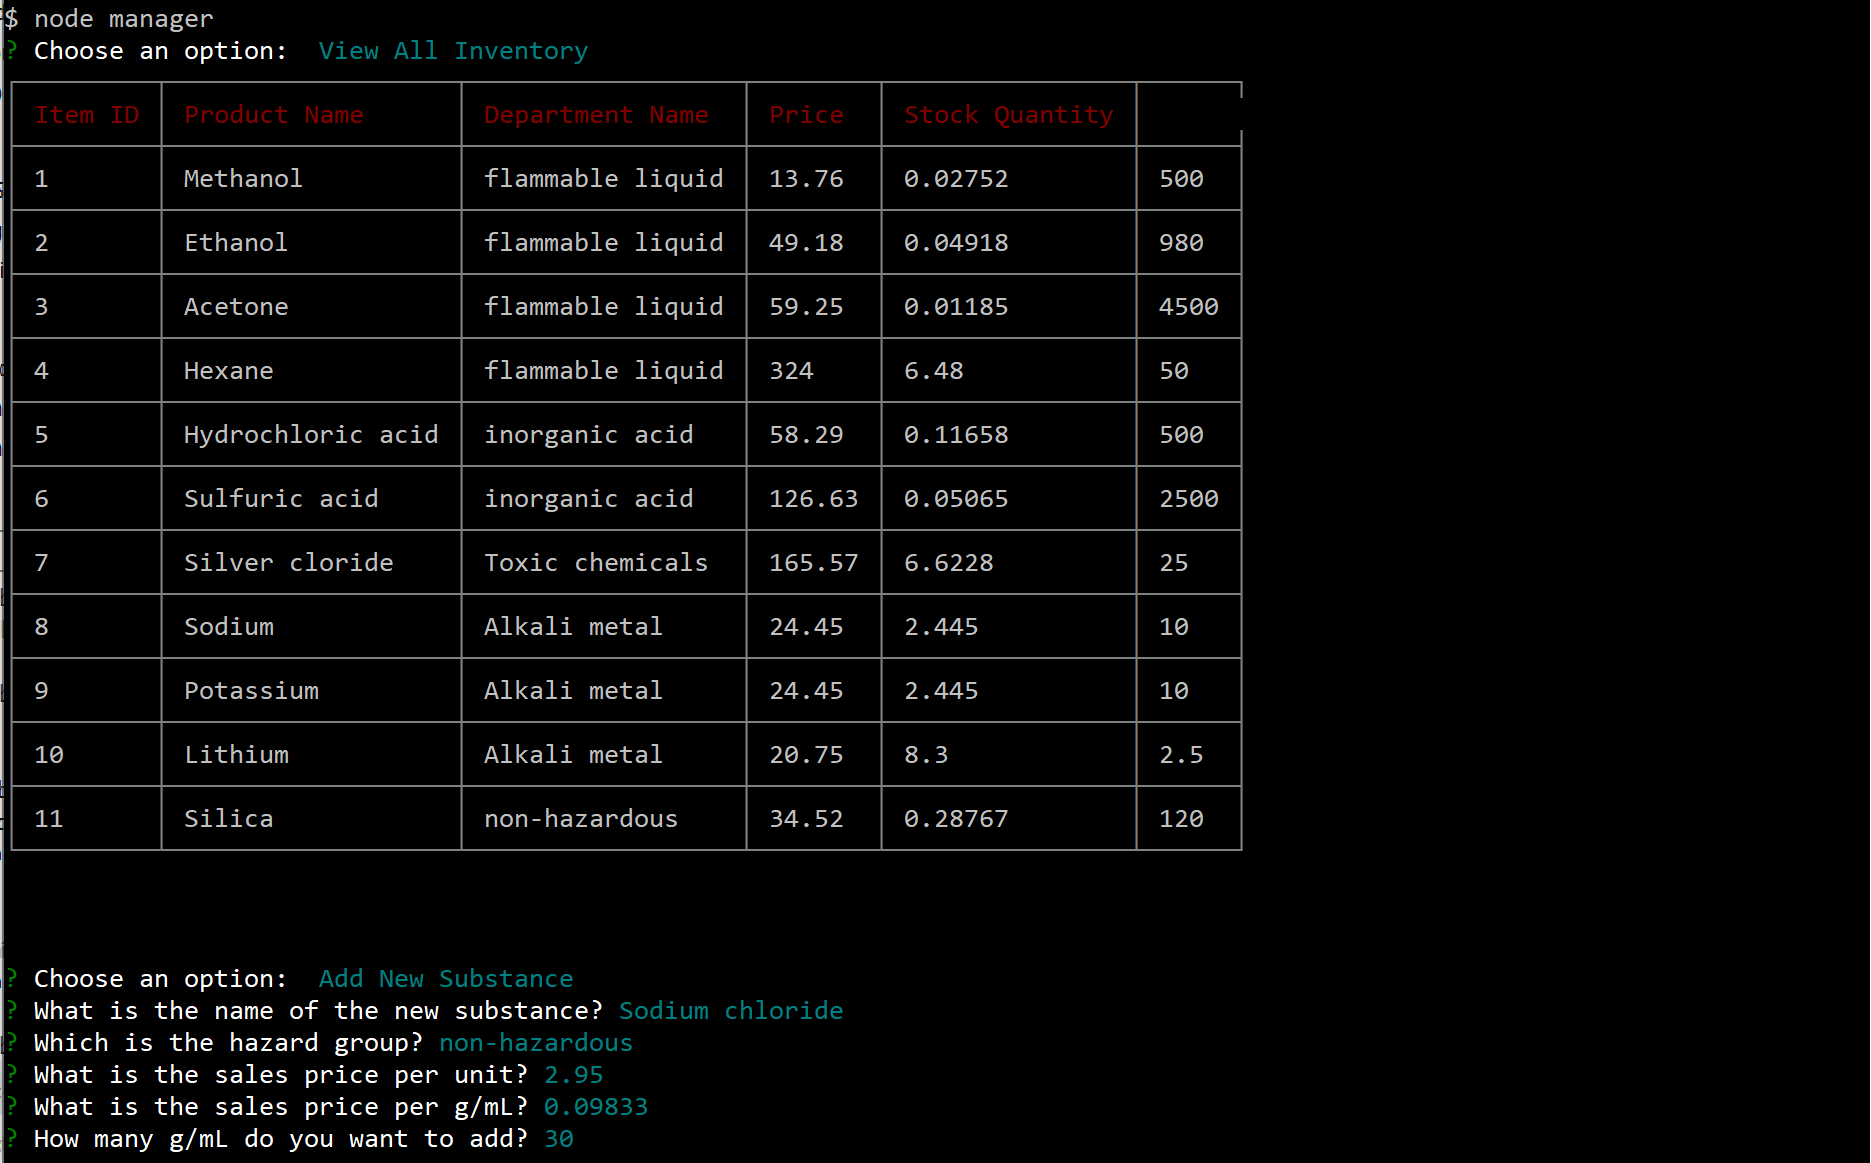 $ node manager
? Choose an option: View All Inventory
Item ID Product Name Department Name Price Stock Quantity
1 Methanol flammable liquid 13.76 0.02752 500
2 Ethanol flammable liquid 49.18 0.04918 980
3 Acetone flammable liquid 59.25 0.01185 4500
4 Hexane flammable liquid 324 6.48 50
5 Hydrochloric acid inorganic acid 58.29 0.11658 500
6 Sulfuric acid inorganic acid 126.63 0.05065 2500
7 Silver cloride Toxic chemicals 165.57 6.6228 25
8 Sodium Alkali metal 24.45 2.445 10
9 Potassium Alkali metal 24.45 2.445 10
10 Lithium Alkali metal 20.75 8.3 2.5
11 Silica non-hazardous 34.52 0.28767 120
? Choose an option: Add New Substance
? What is the name of the new substance? Sodium chloride
? Which is the hazard group? non-hazardous
? What is the sales price per unit? 2.95
? What is the sales price per g/mL? 0.09833
? How many g/mL do you want to add? 30